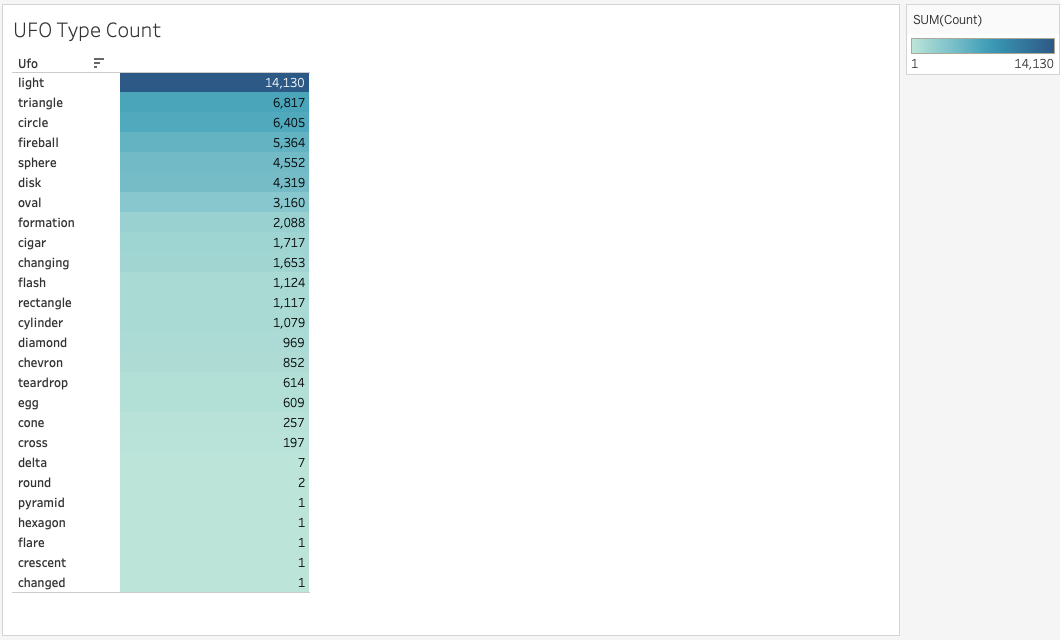 UFO Type Count
Ufo
light 14,130
triangle 6,817
circle 6,405
fireball 5,364
sphere 4,552
disk 4,319
oval 3,160
formation 2,088
cigar 1,717
changing 1,653
flash 1,124
rectangle 1,117
cylinder 1,079
diamond 969
chevron 852
teardrop 614
egg 609
cone 257
cross 197
delta 7
round 2
pyramid 1
hexagon 1
flare 1
crescent 1
changed 1
SUM(Count)
1 14,130